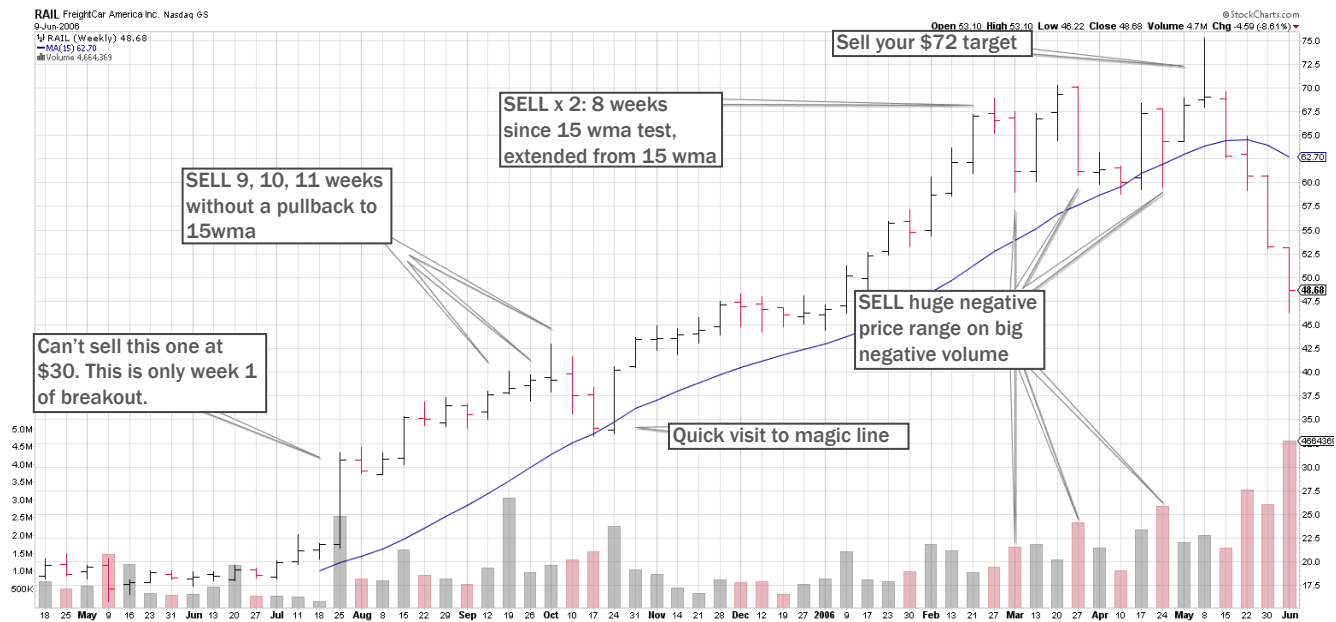 RAIL FreightCar America Inc. Nasdaq GS
© StockCharts.com
9-Jun-2006
Open 53.10 High 53.10 Low 46.22 Close 48.68 Volume 4.7M Chg -4.59 (-8.61%)
RAIL (Weekly) 48.68
MA(15) 62.70
Volume 4,664,369
Sell your $72 target
SELL x 2: 8 weeks
since 15 wma test,
extended from 15 wma
SELL 9, 10, 11 weeks
without a pullback to
15wma
SELL huge negative
price range on big
negative volume
Can't sell this one at
$30. This is only week 1
of breakout.
Quick visit to magic line
75.0
72.5
70.0
67.5
65.0
62.70
60.0
57.5
55.0
52.5
50.0
48.68
47.5
45.0
42.5
40.0
37.5
35.0
4664369
30.0
27.5
25.0
22.5
20.0
17.5
5.0M
4.5M
4.0M
3.5M
3.0M
2.5M
2.0M
1.5M
1.0M
500K
18 25 May 9 16 23 31 Jun 13 20 27 Jul 11 18 25 Aug 8 15 22 29 Sep 12 19 26 Oct 10 17 24 Nov 7 14 21 28 Dec 12 19 27 2006 9 17 23 30 Feb 13 21 27 Mar 13 20 27 Apr 10 17 24 May 8 15 22 30 Jun